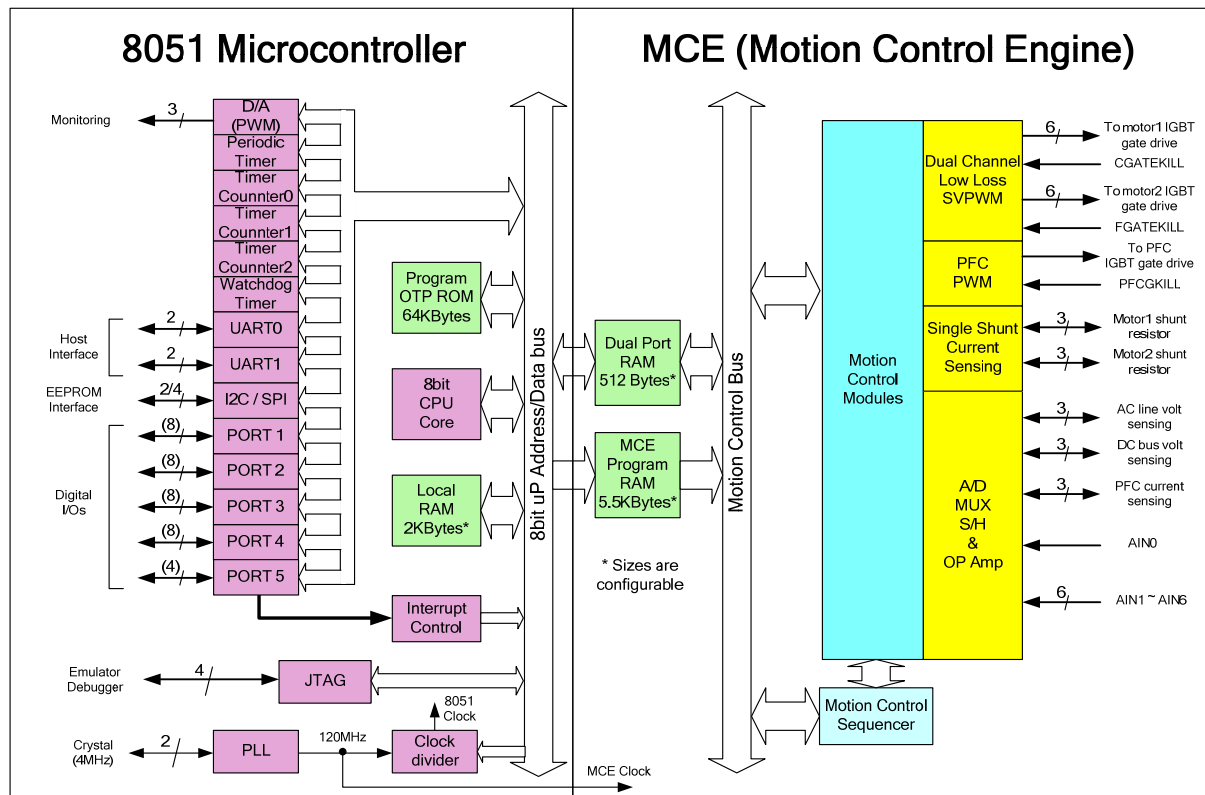 8051 Microcontroller
MCE (Motion Control Engine)
Monitoring
3
D/A
(PWM)
Periodic
Timer
Timer
Counnter0
Timer
Counnter1
Timer
Counnter2
Watchdog
Timer
Host
Interface
2
UART0
2
UART1
EEPROM
Interface
2/4
I2C / SPI
Digital
I/Os
(8)
PORT 1
(8)
PORT 2
(8)
PORT 3
(8)
PORT 4
(4)
PORT 5
Program
OTP ROM
64KBytes
8bit
CPU
Core
Local
RAM
2KBytes*
Interrupt
Control
Emulator
Debugger
4
JTAG
Crystal
(4MHz)
2
PLL
120MHz
8051
Clock
Clock
divider
MCE Clock
8bit uP Address/Data bus
Dual Port
RAM
512 Bytes*
MCE
Program
RAM
5.5KBytes*
* Sizes are
configurable
Motion Control Bus
Motion
Control
Modules
Motion Control
Sequencer
Dual Channel
Low Loss
SVPWM
PFC
PWM
Single Shunt
Current
Sensing
A/D
MUX
S/H
&
OP Amp
6
To motor1 IGBT
gate drive
CGATEKILL
6
To motor2 IGBT
gate drive
FGATEKILL
To PFC
IGBT gate drive
PFCGKILL
3
Motor1 shunt
resistor
3
Motor2 shunt
resistor
3
AC line volt
sensing
3
DC bus volt
sensing
3
PFC current
sensing
AIN0
6
AIN1 ~ AIN6